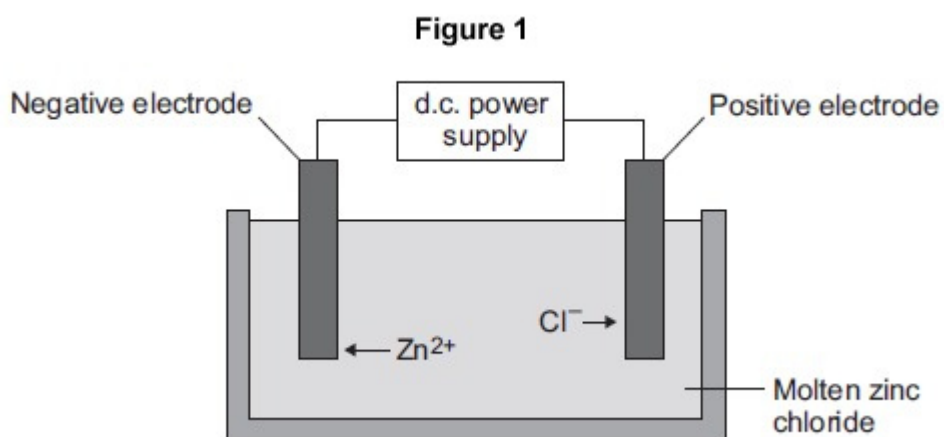 Figure 1
Negative electrode
d.c. power
supply
Positive electrode
Cl⁻
Zn²⁺
Molten zinc
chloride